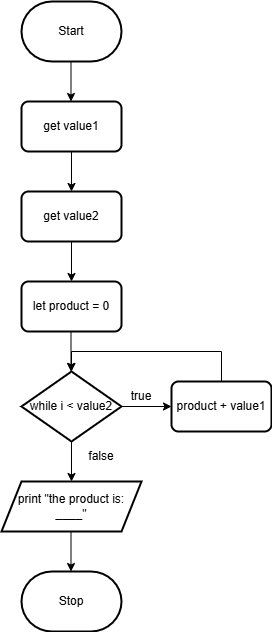 Start
get value1
get value2
let product = 0
while i < value2
true
product + value1
false
print "the product is:
____"
Stop